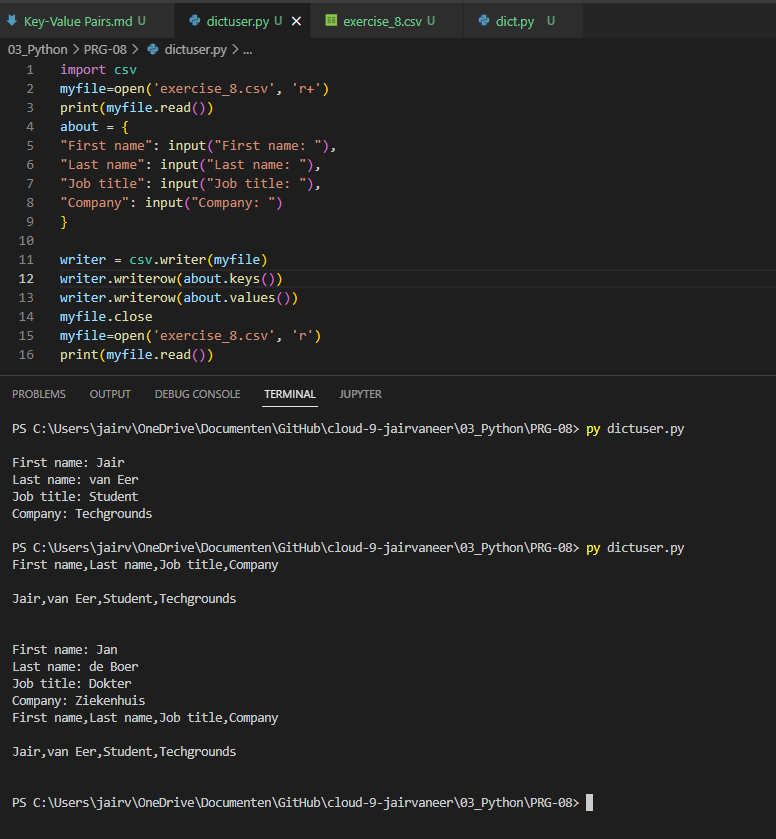 Key-Value Pairs.md U dictuser.py U × exercise_8.csv U dict.py U
03_Python > PRG-08 > dictuser.py > ...
1 import csv
2 myfile=open('exercise_8.csv', 'r+')
3 print(myfile.read())
4 about = {
5 "First name": input("First name: "),
6 "Last name": input("Last name: "),
7 "Job title": input("Job title: "),
8 "Company": input("Company: ")
9 }
10
11 writer = csv.writer(myfile)
12 writer.writerow(about.keys())
13 writer.writerow(about.values())
14 myfile.close
15 myfile=open('exercise_8.csv', 'r')
16 print(myfile.read())
PROBLEMS OUTPUT DEBUG CONSOLE TERMINAL JUPYTER
PS C:\Users\jairv\OneDrive\Documenten\GitHub\cloud-9-jairvaneer\03_Python\PRG-08> py dictuser.py
First name: Jair
Last name: van Eer
Job title: Student
Company: Techgrounds
PS C:\Users\jairv\OneDrive\Documenten\GitHub\cloud-9-jairvaneer\03_Python\PRG-08> py dictuser.py
First name,Last name,Job title,Company
Jair,van Eer,Student,Techgrounds
First name: Jan
Last name: de Boer
Job title: Dokter
Company: Ziekenhuis
First name,Last name,Job title,Company
Jair,van Eer,Student,Techgrounds
PS C:\Users\jairv\OneDrive\Documenten\GitHub\cloud-9-jairvaneer\03_Python\PRG-08>